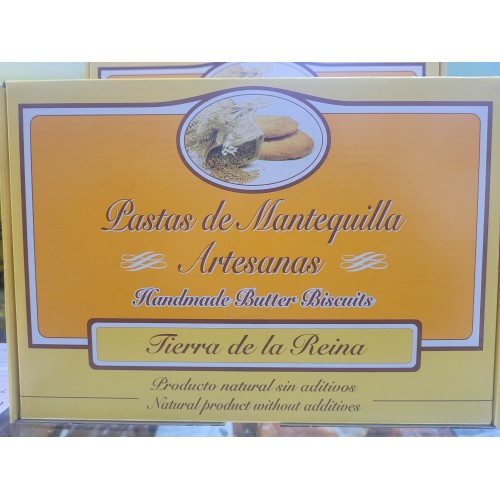 Pastas de Mantequilla
Artesanas
Handmade Butter Biscuits
Tierra de la Reina
Producto natural sin aditivos
Natural product without additives